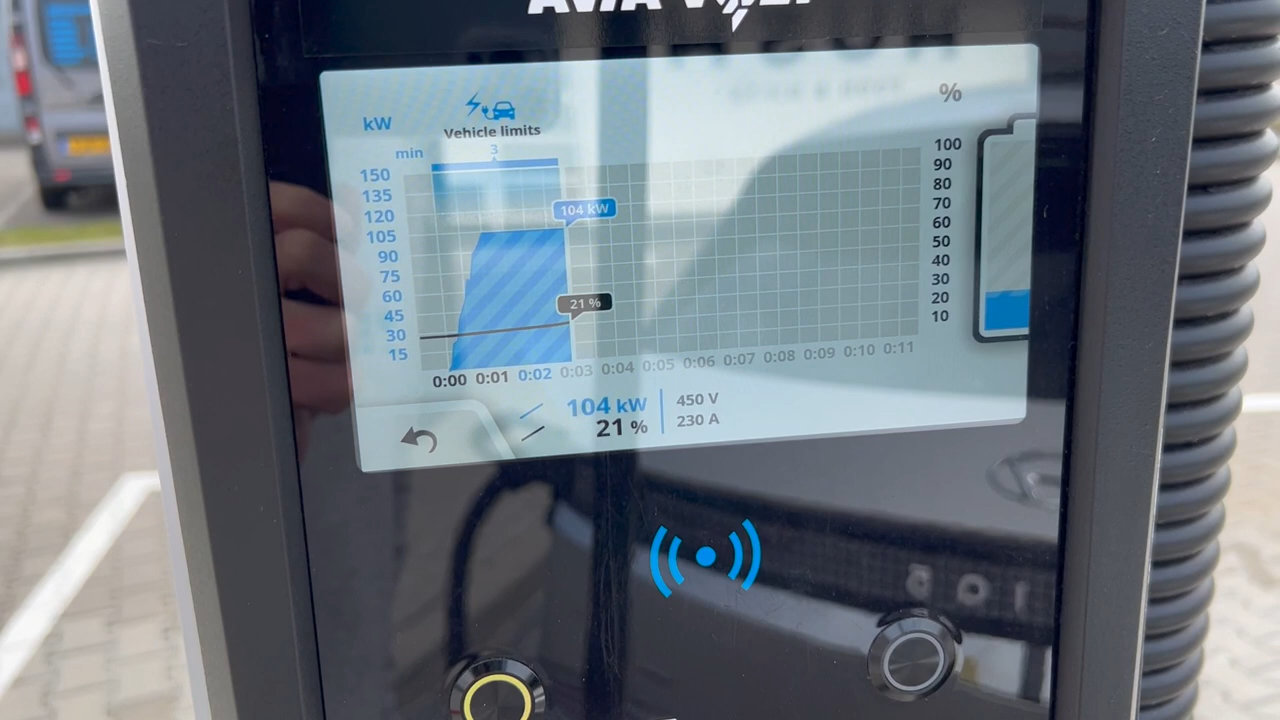 AVIA VOLT
kW
Vehicle limits
%
min
3
150
135
120
105
90
75
60
45
30
15
104 kW
21 %
100
90
80
70
60
50
40
30
20
10
0:00 0:01 0:02 0:03 0:04 0:05 0:06 0:07 0:08 0:09 0:10 0:11
104 kW
21 %
450 V
230 A